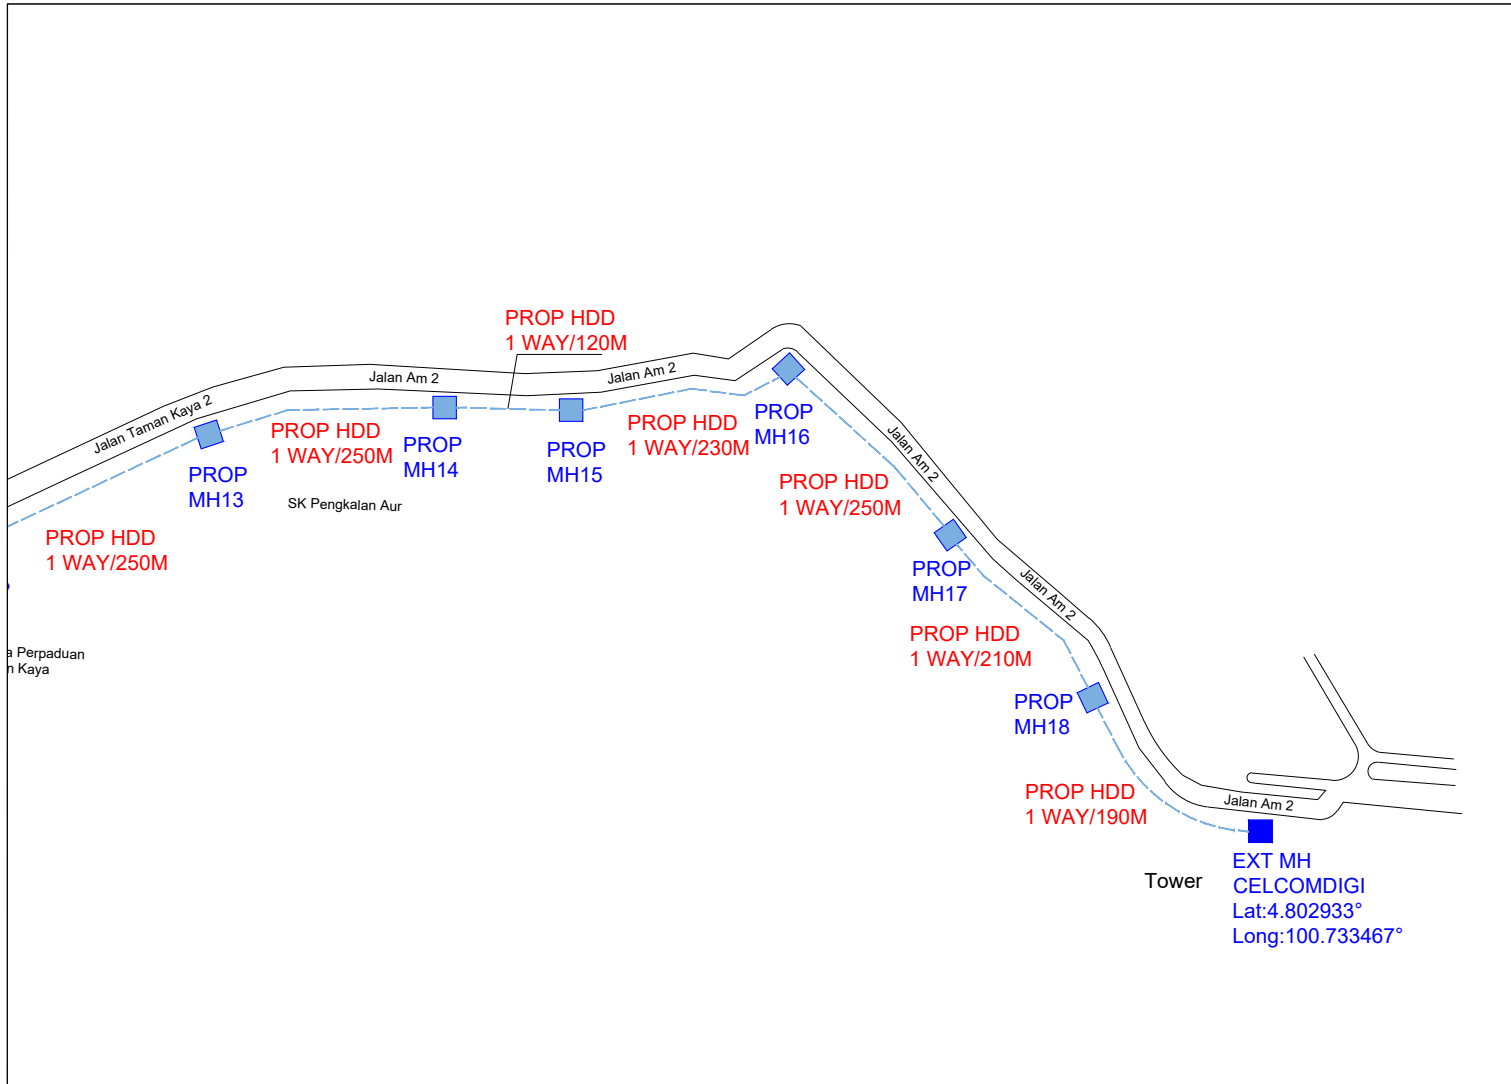 PROP HDD
1 WAY/120M
Jalan Am 2
Jalan Am 2
Jalan Taman Kaya 2
PROP HDD
1 WAY/250M
PROP
MH14
PROP
MH15
PROP HDD
1 WAY/230M
PROP
MH16
Jalan Am 2
PROP
MH13
SK Pengkalan Aur
PROP HDD
1 WAY/250M
PROP HDD
1 WAY/250M
PROP
MH17
Jalan Am 2
PROP HDD
1 WAY/210M
a Perpaduan
n Kaya
PROP
MH18
PROP HDD
1 WAY/190M
Jalan Am 2
Tower
EXT MH
CELCOMDIGI
Lat:4.802933°
Long:100.733467°